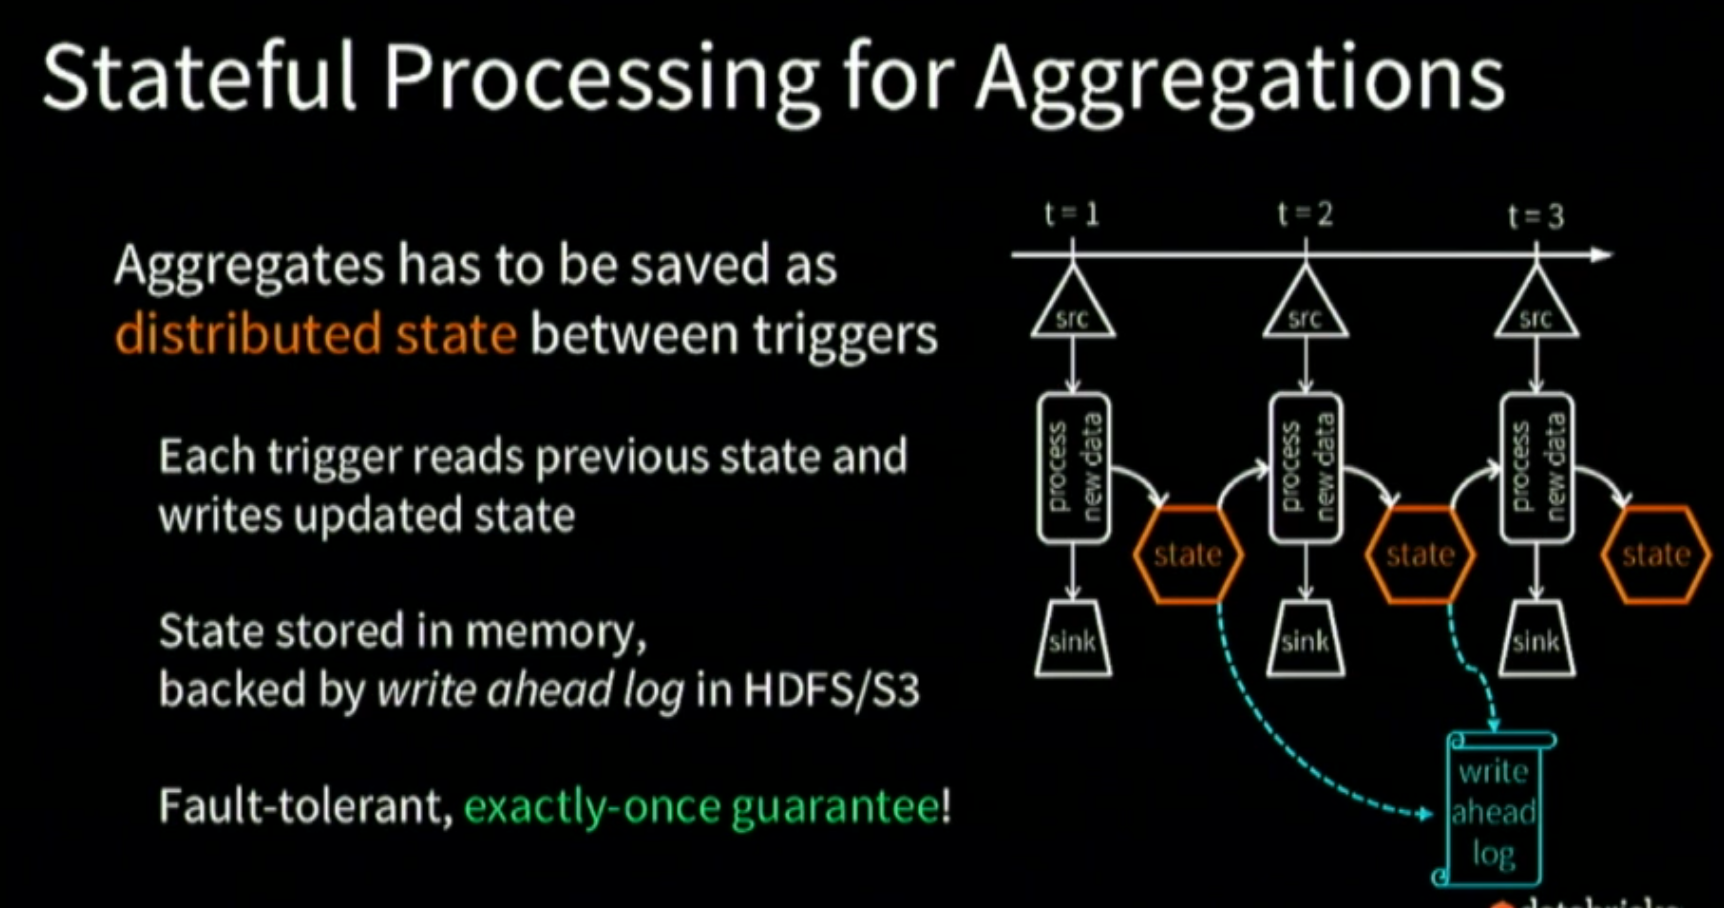 Stateful Processing for Aggregations
Aggregates has to be saved as
distributed state between triggers
Each trigger reads previous state and
writes updated state
State stored in memory,
backed by write ahead log in HDFS/S3
Fault-tolerant, exactly-once guarantee!
t = 1
t = 2
t = 3
src
src
src
process
new data
process
new data
process
new data
state
state
state
sink
sink
sink
write
ahead
log
databricks